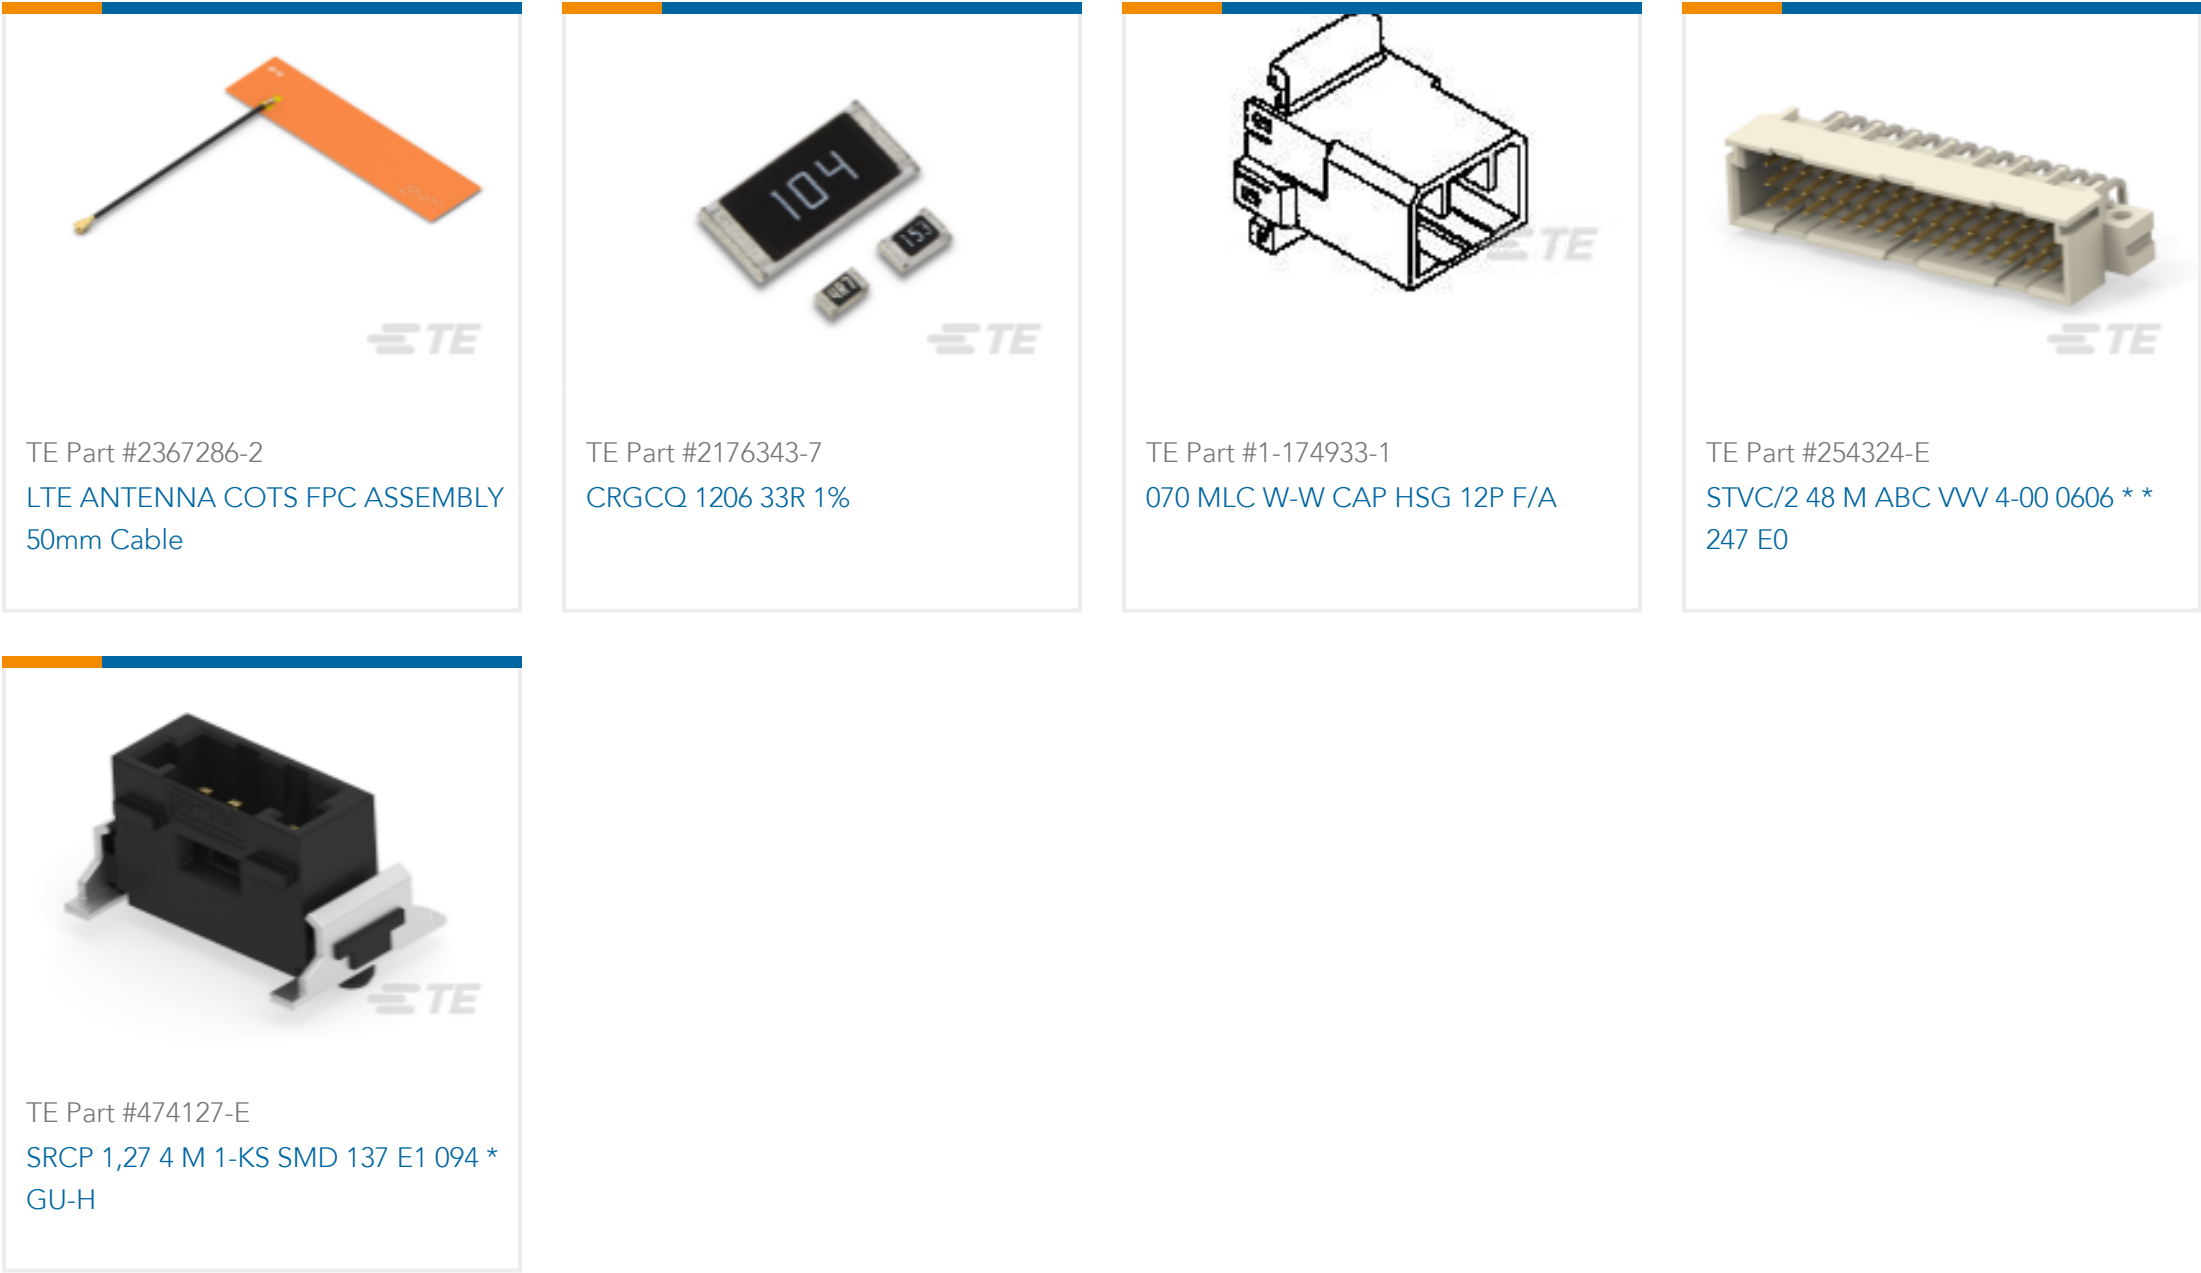 104
153
4R7
TE
TE
TE
TE
TE Part #2367286-2
LTE ANTENNA COTS FPC ASSEMBLY
50mm Cable
TE Part #2176343-7
CRGCQ 1206 33R 1%
TE Part #1-174933-1
070 MLC W-W CAP HSG 12P F/A
TE Part #254324-E
STVC/2 48 M ABC VVV 4-00 0606 * *
247 E0
TE
TE Part #474127-E
SRCP 1,27 4 M 1-KS SMD 137 E1 094 *
GU-H